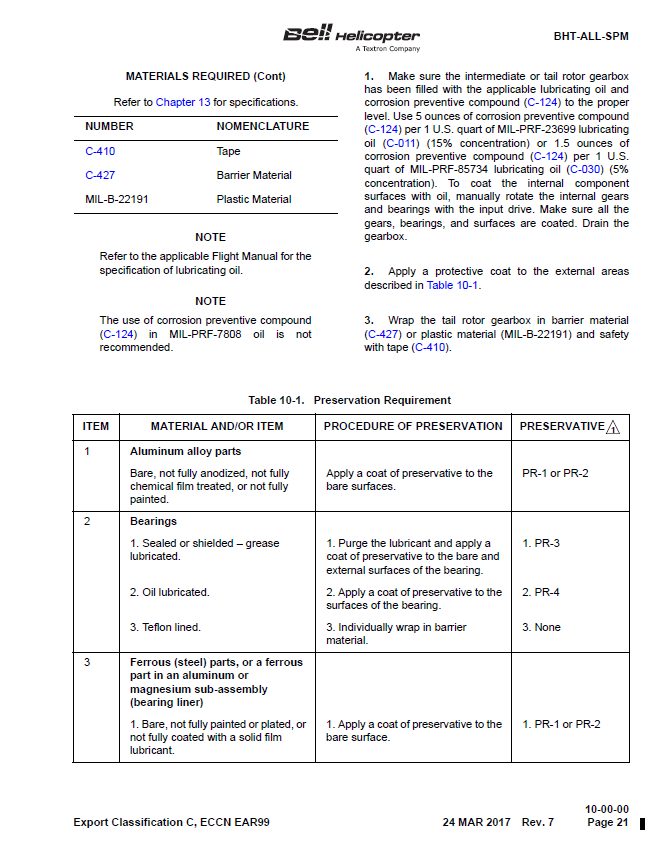 Bell Helicopter
A Textron Company
BHT-ALL-SPM
MATERIALS REQUIRED (Cont)
Refer to Chapter 13 for specifications.
NUMBER NOMENCLATURE
C-410 Tape
C-427 Barrier Material
MIL-B-22191 Plastic Material
NOTE
Refer to the applicable Flight Manual for the
specification of lubricating oil.
NOTE
The use of corrosion preventive compound
(C-124) in MIL-PRF-7808 oil is not
recommended.
1. Make sure the intermediate or tail rotor gearbox
has been filled with the applicable lubricating oil and
corrosion preventive compound (C-124) to the proper
level. Use 5 ounces of corrosion preventive compound
(C-124) per 1 U.S. quart of MIL-PRF-23699 lubricating
oil (C-011) (15% concentration) or 1.5 ounces of
corrosion preventive compound (C-124) per 1 U.S.
quart of MIL-PRF-85734 lubricating oil (C-030) (5%
concentration). To coat the internal component
surfaces with oil, manually rotate the internal gears
and bearings with the input drive. Make sure all the
gears, bearings, and surfaces are coated. Drain the
gearbox.
2. Apply a protective coat to the external areas
described in Table 10-1.
3. Wrap the tail rotor gearbox in barrier material
(C-427) or plastic material (MIL-B-22191) and safety
with tape (C-410).
Table 10-1. Preservation Requirement
ITEM MATERIAL AND/OR ITEM PROCEDURE OF PRESERVATION PRESERVATIVE 1
1 Aluminum alloy parts
Bare, not fully anodized, not fully
chemical film treated, or not fully
painted.
Apply a coat of preservative to the
bare surfaces.
PR-1 or PR-2
2 Bearings
1. Sealed or shielded – grease
lubricated.
1. Purge the lubricant and apply a
coat of preservative to the bare and
external surfaces of the bearing.
1. PR-3
2. Oil lubricated.
2. Apply a coat of preservative to the
surfaces of the bearing.
2. PR-4
3. Teflon lined.
3. Individually wrap in barrier
material.
3. None
3 Ferrous (steel) parts, or a ferrous
part in an aluminum or
magnesium sub-assembly
(bearing liner)
1. Bare, not fully painted or plated, or
not fully coated with a solid film
lubricant.
1. Apply a coat of preservative to the
bare surface.
1. PR-1 or PR-2
10-00-00
Export Classification C, ECCN EAR99 24 MAR 2017 Rev. 7 Page 21